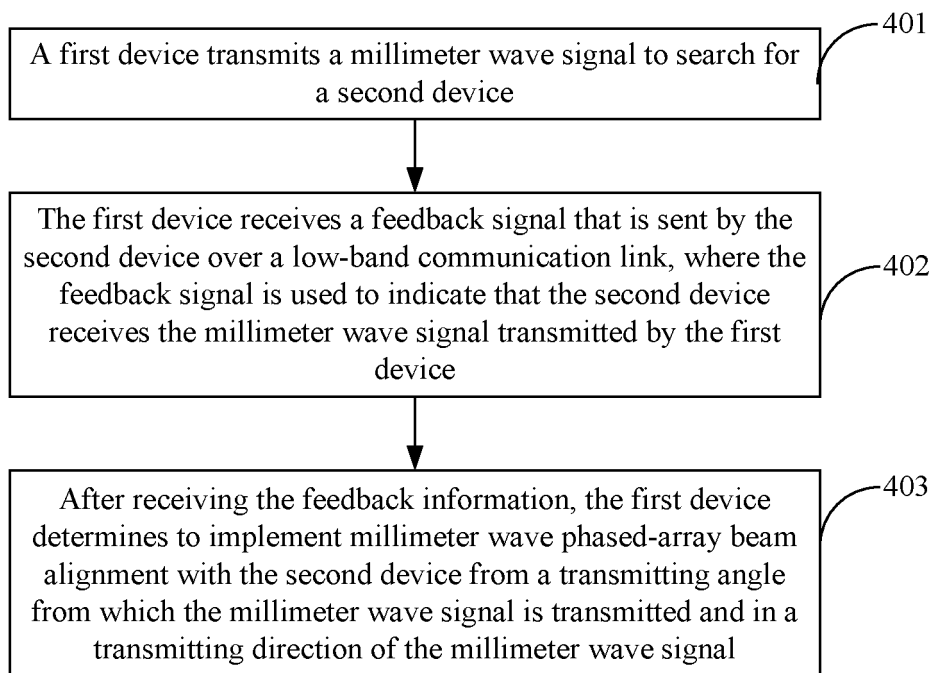 401
A first device transmits a millimeter wave signal to search for
a second device
The first device receives a feedback signal that is sent by the
second device over a low-band communication link, where the
feedback signal is used to indicate that the second device
receives the millimeter wave signal transmitted by the first
device
402
After receiving the feedback information, the first device
determines to implement millimeter wave phased-array beam
alignment with the second device from a transmitting angle
from which the millimeter wave signal is transmitted and in a
transmitting direction of the millimeter wave signal
403